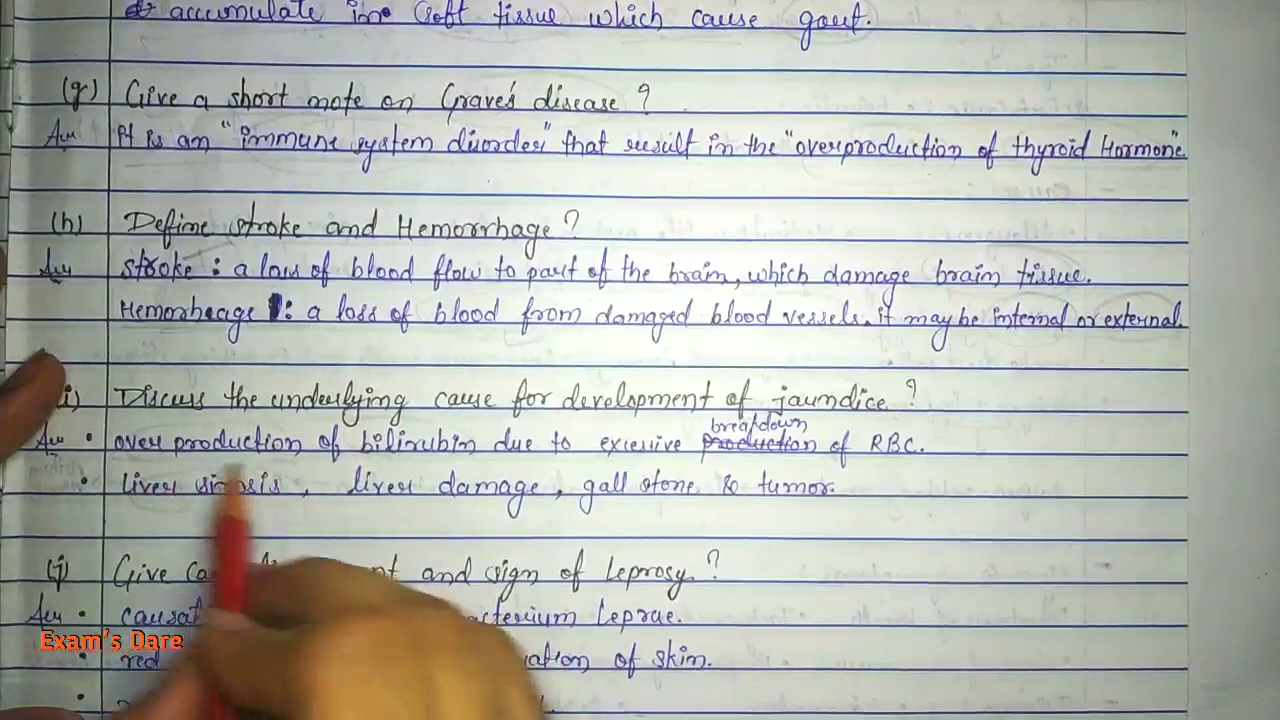 accumulate in soft tissue which cause gout.
(g) Give a short note on Grave's disease ?
Ans It is an "immune system disorder" that result in the "overproduction of thyroid Hormone".
(h) Define stroke and Hemorrhage ?
Ans stroke : a loss of blood flow to part of the brain, which damage brain tissue.
Hemorrheage : a loss of blood from damaged blood vessels. it may be internal or external.
i) Discuss the underlying cause for development of jaundice ?
breakdown
Ans • over production of bilirubin due to excessive production of RBC.
• liver , liver damage, gall stone & tumor.
(j) Give and sign of Leprosy. ?
Ans • Leprae.
Exam's Dare
• red of skin.
•